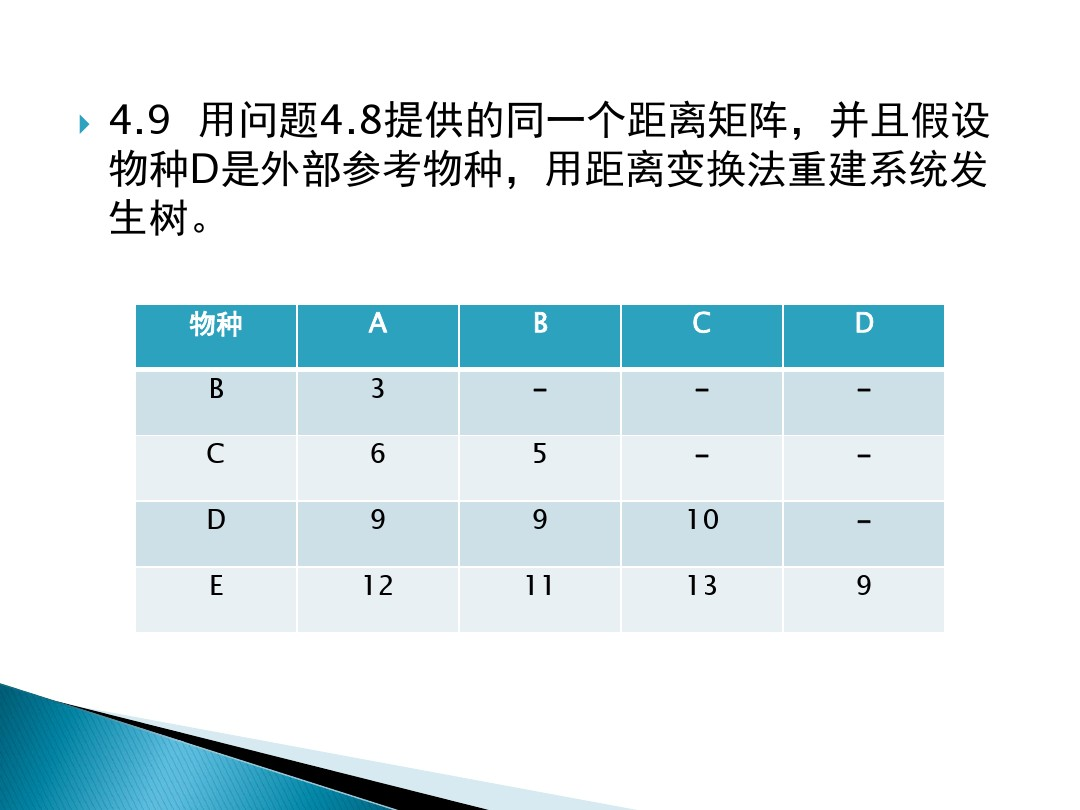 4.9 用问题4.8提供的同一个距离矩阵，并且假设
物种D是外部参考物种，用距离变换法重建系统发
生树。
物种 A B C D
B 3 - - -
C 6 5 - -
D 9 9 10 -
E 12 11 13 9